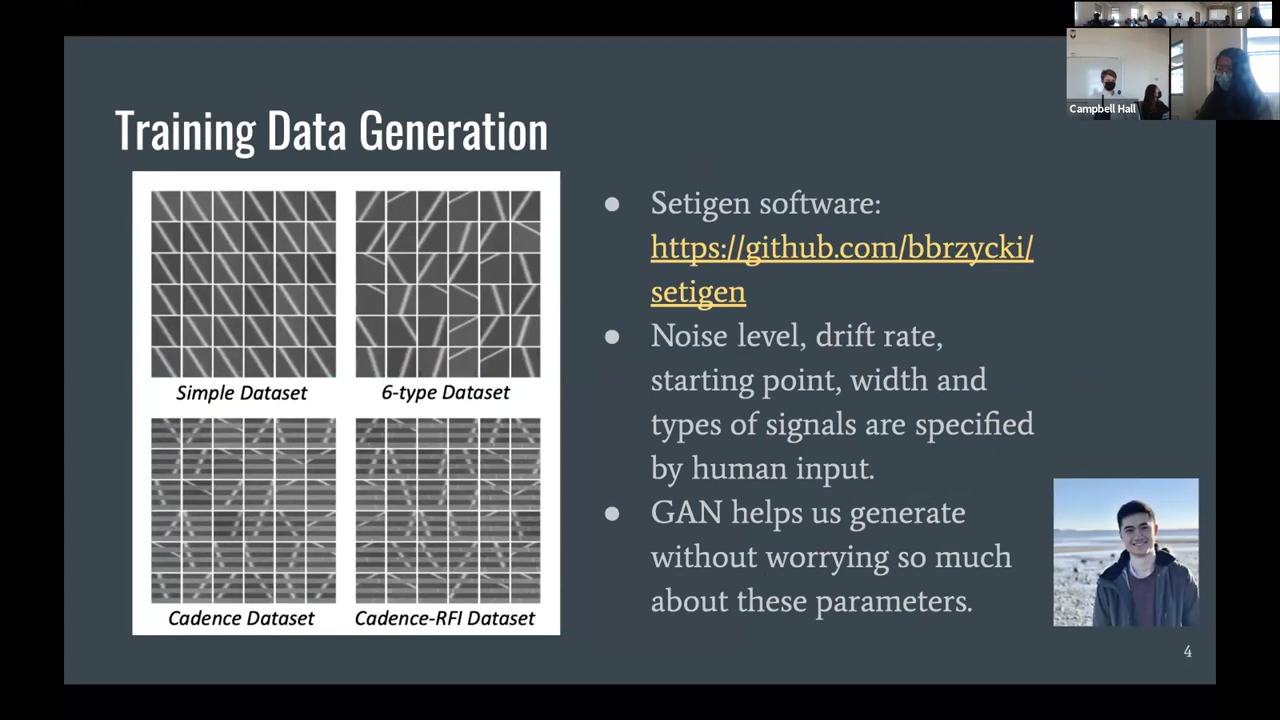 Campbell Hall
Training Data Generation
Simple Dataset
6-type Dataset
Cadence Dataset
Cadence-RFI Dataset
● Setigen software:
https://github.com/bbrzycki/
setigen
● Noise level, drift rate,
starting point, width and
types of signals are specified
by human input.
● GAN helps us generate
without worrying so much
about these parameters.
4